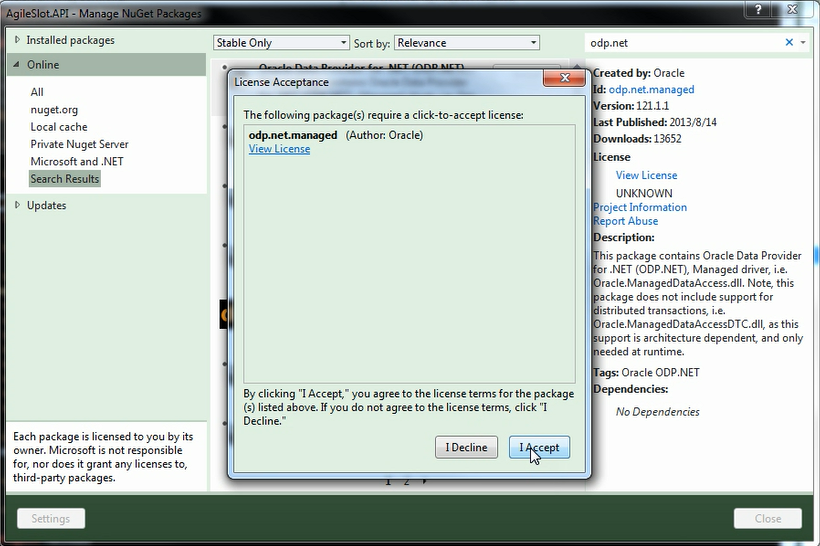 AgileSlot.API - Manage NuGet Packages
Installed packages
Online
All
nuget.org
Local cache
Private Nuget Server
Microsoft and .NET
Search Results
Updates
Each package is licensed to you by its
owner. Microsoft is not responsible
for, nor does it grant any licenses to,
third-party packages.
Settings
Stable Only
Sort by: Relevance
Oracle Data Provider for .NET (ODP.NET)
License Acceptance
The following package(s) require a click-to-accept license:
odp.net.managed (Author: Oracle)
View License
By clicking "I Accept," you agree to the license terms for the package
(s) listed above. If you do not agree to the license terms, click "I
Decline."
I Decline
I Accept
1 2
odp.net
Created by: Oracle
Id: odp.net.managed
Version: 121.1.1
Last Published: 2013/8/14
Downloads: 13652
License
View License
UNKNOWN
Project Information
Report Abuse
Description:
This package contains Oracle Data Provider
for .NET (ODP.NET), Managed driver, i.e.
Oracle.ManagedDataAccess.dll. Note, this
package does not include support for
distributed transactions, i.e.
Oracle.ManagedDataAccessDTC.dll, as this
support is architecture dependent, and only
needed at runtime.
Tags: Oracle ODP.NET
Dependencies:
No Dependencies
Close